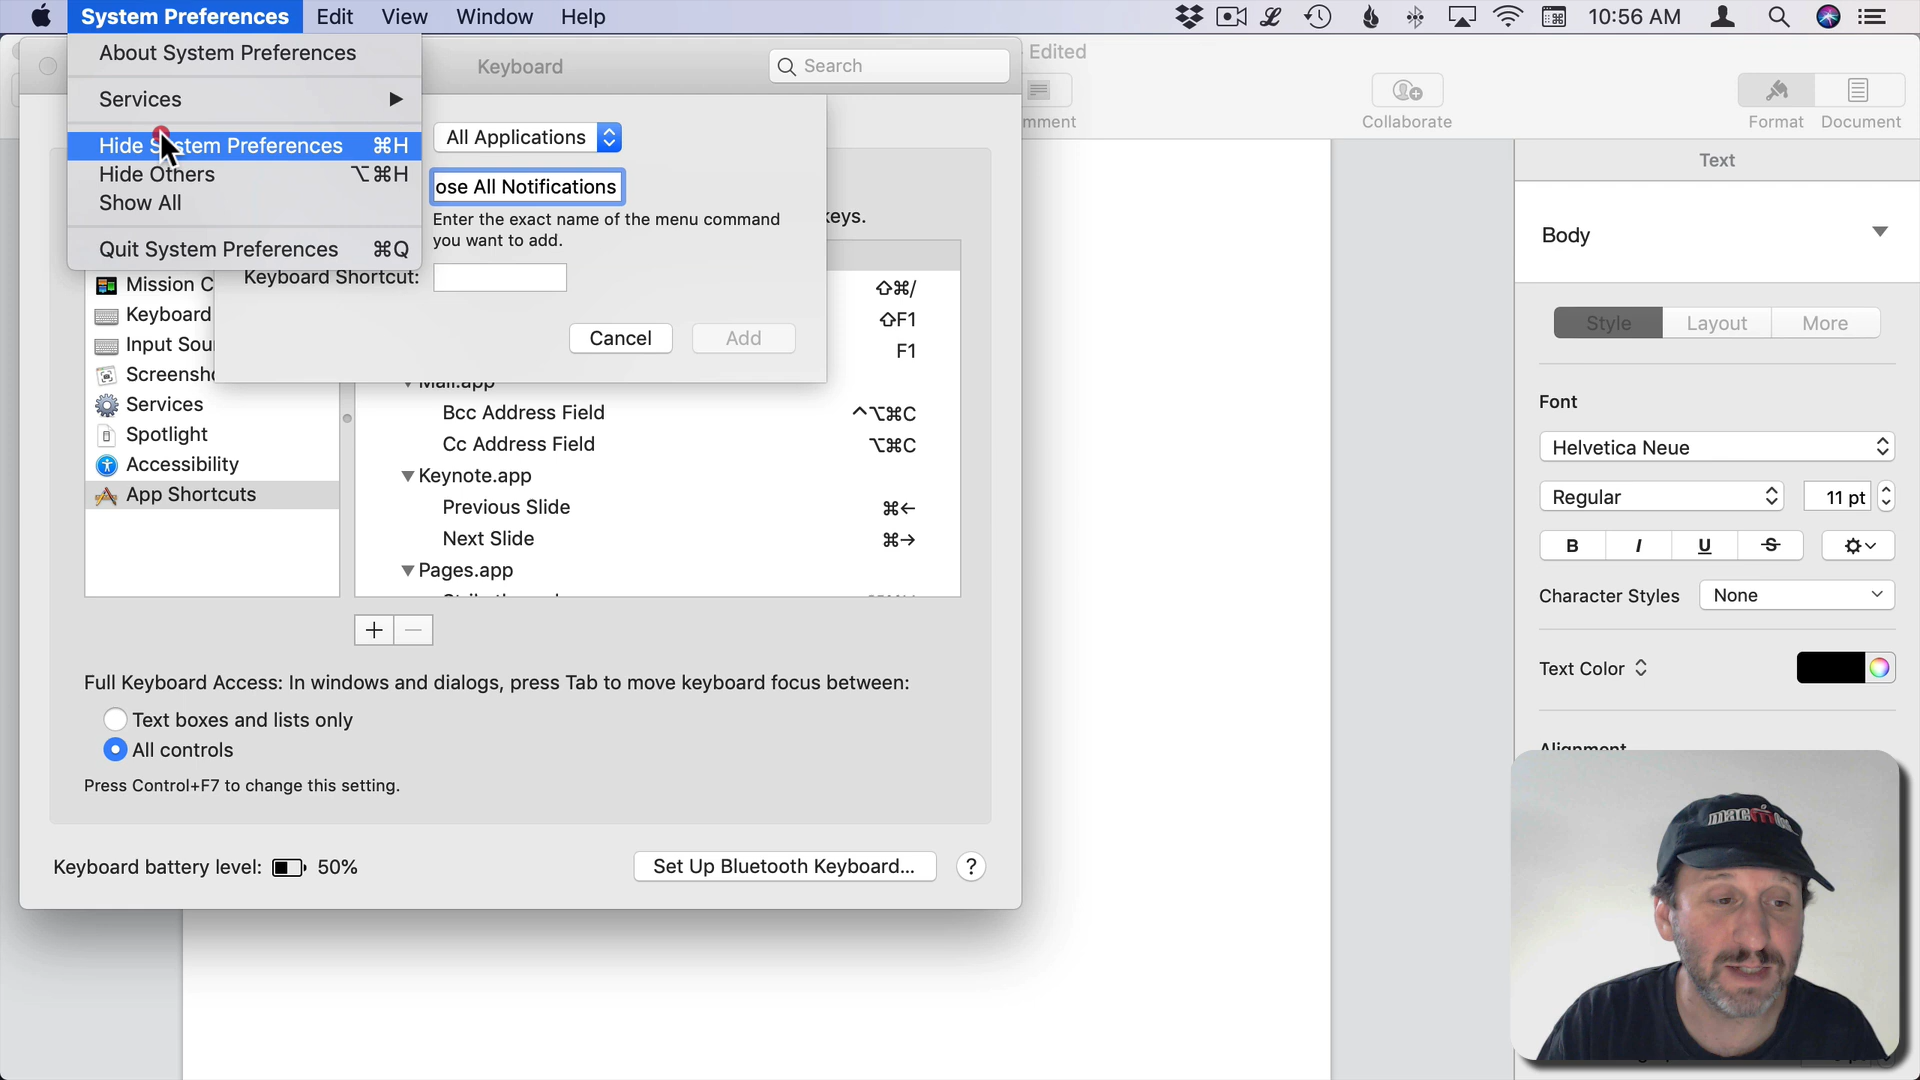 System Preferences Edit View Window Help 10:56 AM
About System Preferences
Services
Hide System Preferences ⌘H
Hide Others ⌥⌘H
Show All
Quit System Preferences ⌘Q
Keyboard
Search
All Applications
ose All Notifications
Enter the exact name of the menu command
you want to add.
Keyboard Shortcut:
Cancel Add
keys.
Mission C
Keyboard
Input Sou
Screensho
Services
Spotlight
Accessibility
App Shortcuts
⇧⌘/
⇧F1
F1
Mail.app
Bcc Address Field ^⌥⌘C
Cc Address Field ⌥⌘C
Keynote.app
Previous Slide ⌘←
Next Slide ⌘→
Pages.app
+ −
Full Keyboard Access: In windows and dialogs, press Tab to move keyboard focus between:
Text boxes and lists only
All controls
Press Control+F7 to change this setting.
Keyboard battery level: 50%
Set Up Bluetooth Keyboard... ?
Edited
mment
Collaborate
Format Document
Text
Body
Style Layout More
Font
Helvetica Neue
Regular 11 pt
B I U S
Character Styles None
Text Color
Alignment